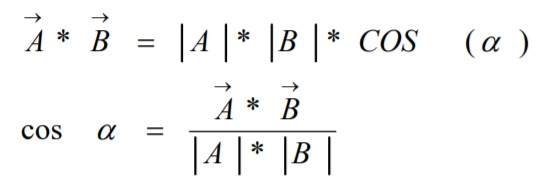 →A * →B = |A| * |B| * COS (α)
cos α = →A * →B / |A| * |B|